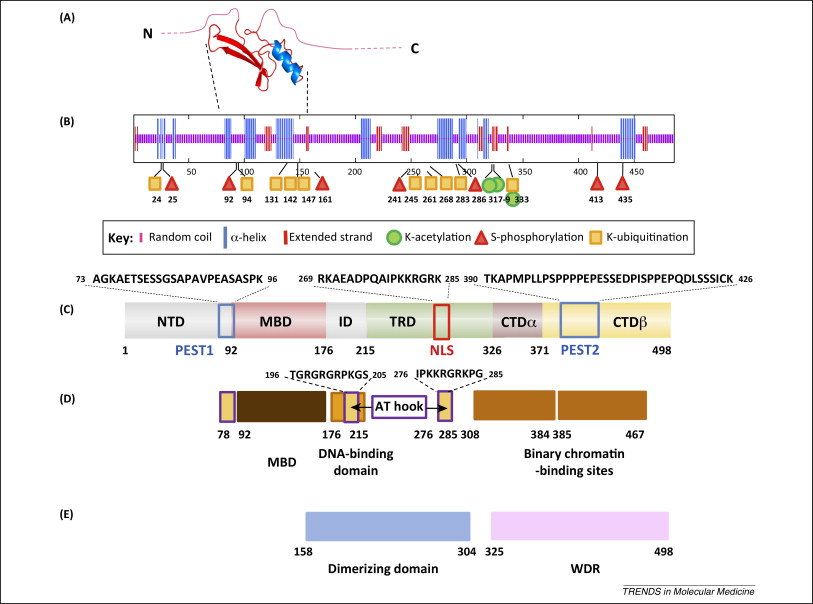 (A)
N
C
(B)
50 100 150 200 250 300 350 400 450
24 25 92 94 131 142 147 161 241 245 261 268 283 286 317-9 333 413 435
Key: Random coil α-helix Extended strand K-acetylation S-phosphorylation K-ubiquitination
73 AGKAETSESSGSAPAVPEASASPK 96 269 RKAEADPQAIPKKRGRK 285 390 TKAPMPLLPSPPPPEPESSEDPISPPEPQDLSSSICK 426
(C)
NTD MBD ID TRD CTDα CTDβ
1 PEST1 92 176 215 NLS 326 371 PEST2 498
196 TGRGRGRPKGS 205 276 IPKKRGRKPG 285
(D)
AT hook
78 92 176 215 276 285 308 384 385 467
MBD
DNA-binding
domain
Binary chromatin
-binding sites
(E)
158 304 325 498
Dimerizing domain WDR
TRENDS in Molecular Medicine